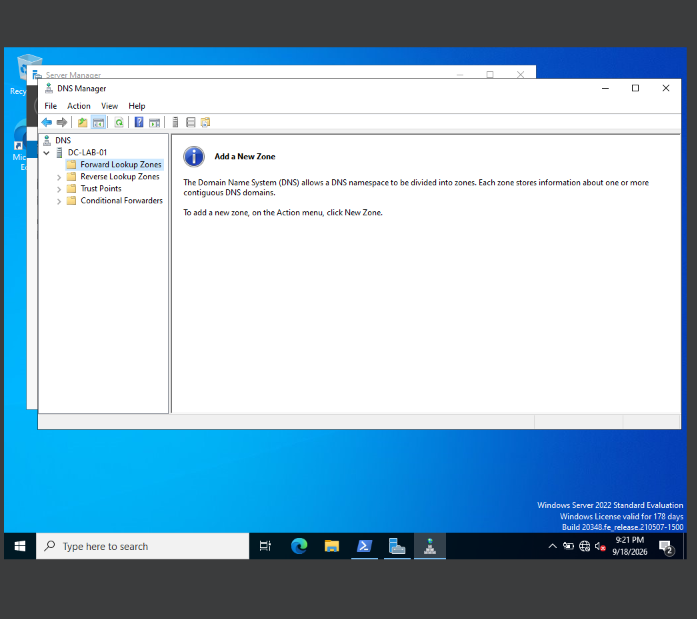 Recy
Server Manager
DNS Manager
File Action View Help
DNS
DC-LAB-01
Forward Lookup Zones
Reverse Lookup Zones
Trust Points
Conditional Forwarders
Add a New Zone
The Domain Name System (DNS) allows a DNS namespace to be divided into zones. Each zone stores information about one or more
contiguous DNS domains.
To add a new zone, on the Action menu, click New Zone.
Mic
E
Windows Server 2022 Standard Evaluation
Windows License valid for 178 days
Build 20348.fe_release.210507-1500
Type here to search
9:21 PM
9/18/2026
2